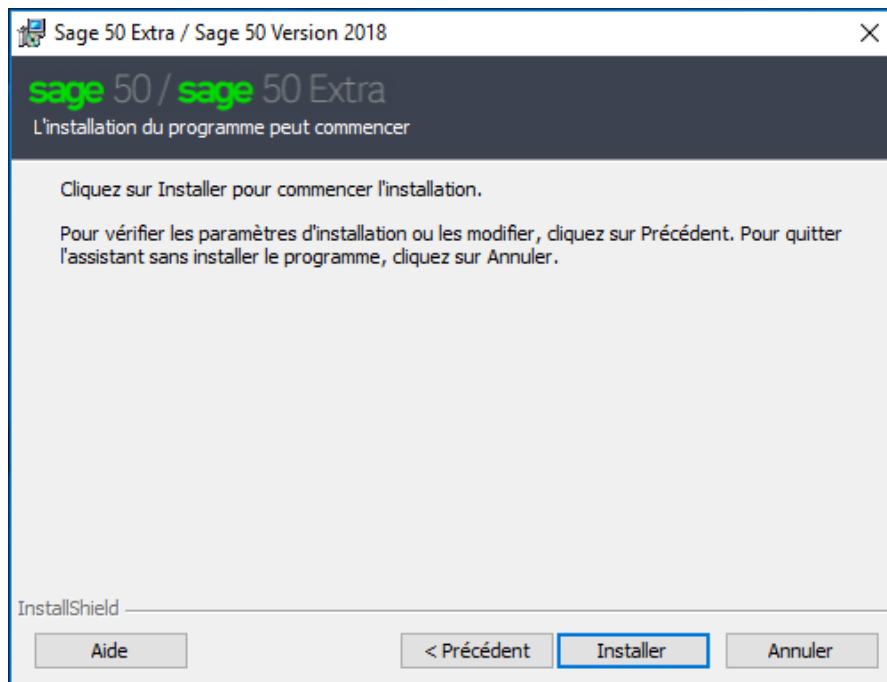 Sage 50 Extra / Sage 50 Version 2018
sage 50 / sage 50 Extra
L'installation du programme peut commencer
Cliquez sur Installer pour commencer l'installation.
Pour vérifier les paramètres d'installation ou les modifier, cliquez sur Précédent. Pour quitter
l'assistant sans installer le programme, cliquez sur Annuler.
InstallShield
Aide
< Précédent
Installer
Annuler